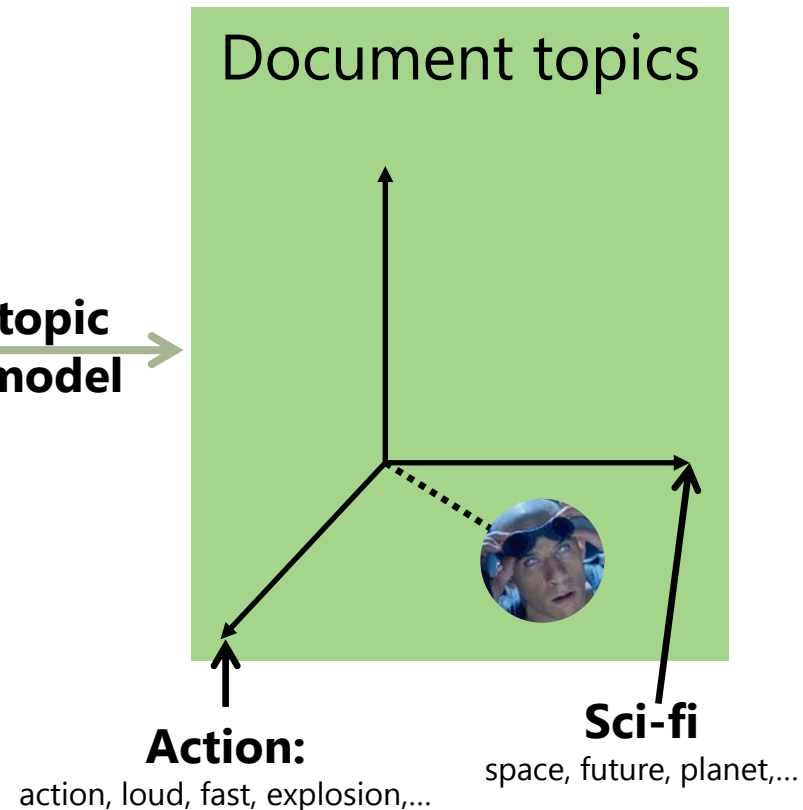 Document topics
topic
model
Action:
action, loud, fast, explosion,...
Sci-fi
space, future, planet,...